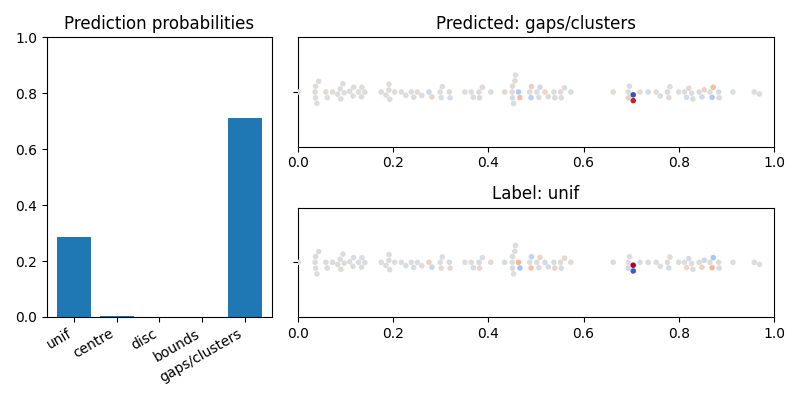 Prediction probabilities
1.0
0.8
0.6
0.4
0.2
0.0
unif
centre
disc
bounds
gaps/clusters
Predicted: gaps/clusters
0.0 0.2 0.4 0.6 0.8 1.0
Label: unif
0.0 0.2 0.4 0.6 0.8 1.0